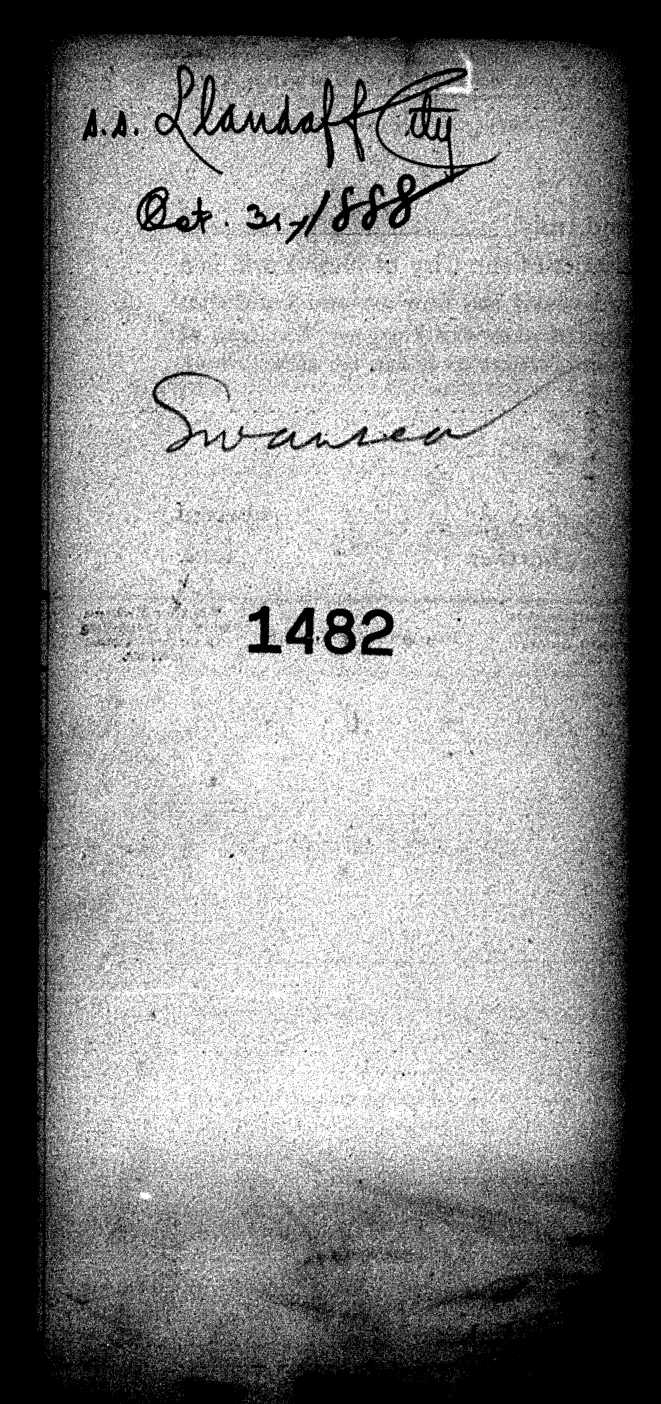 s.s. Llandaff City
Oct. 31,/1888
Swansea
1482